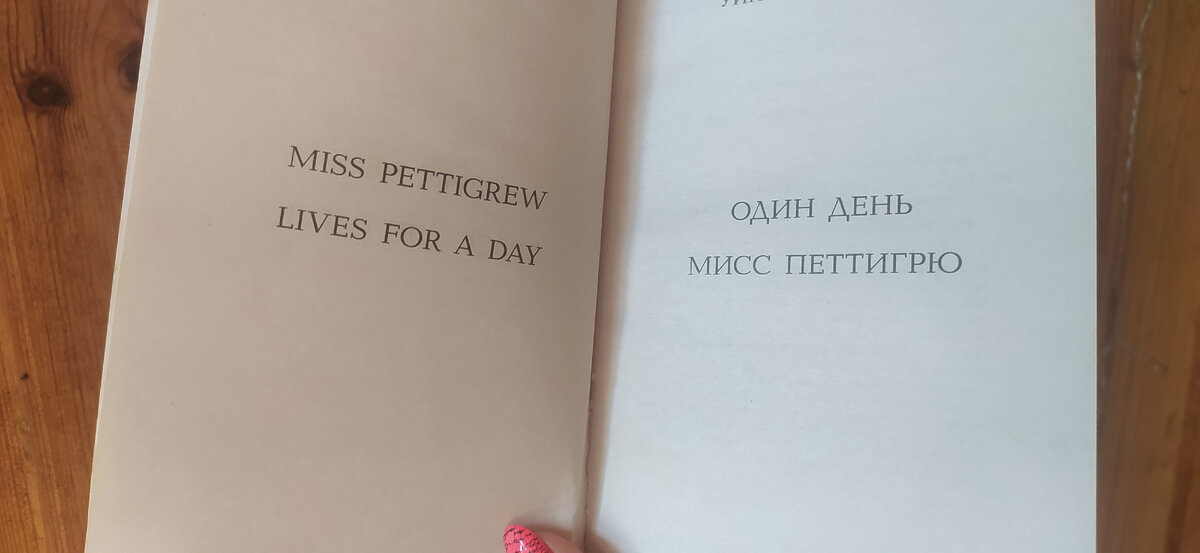 MISS PETTIGREW
LIVES FOR A DAY
ОДИН ДЕНЬ
МИСС ПЕТТИГРЮ